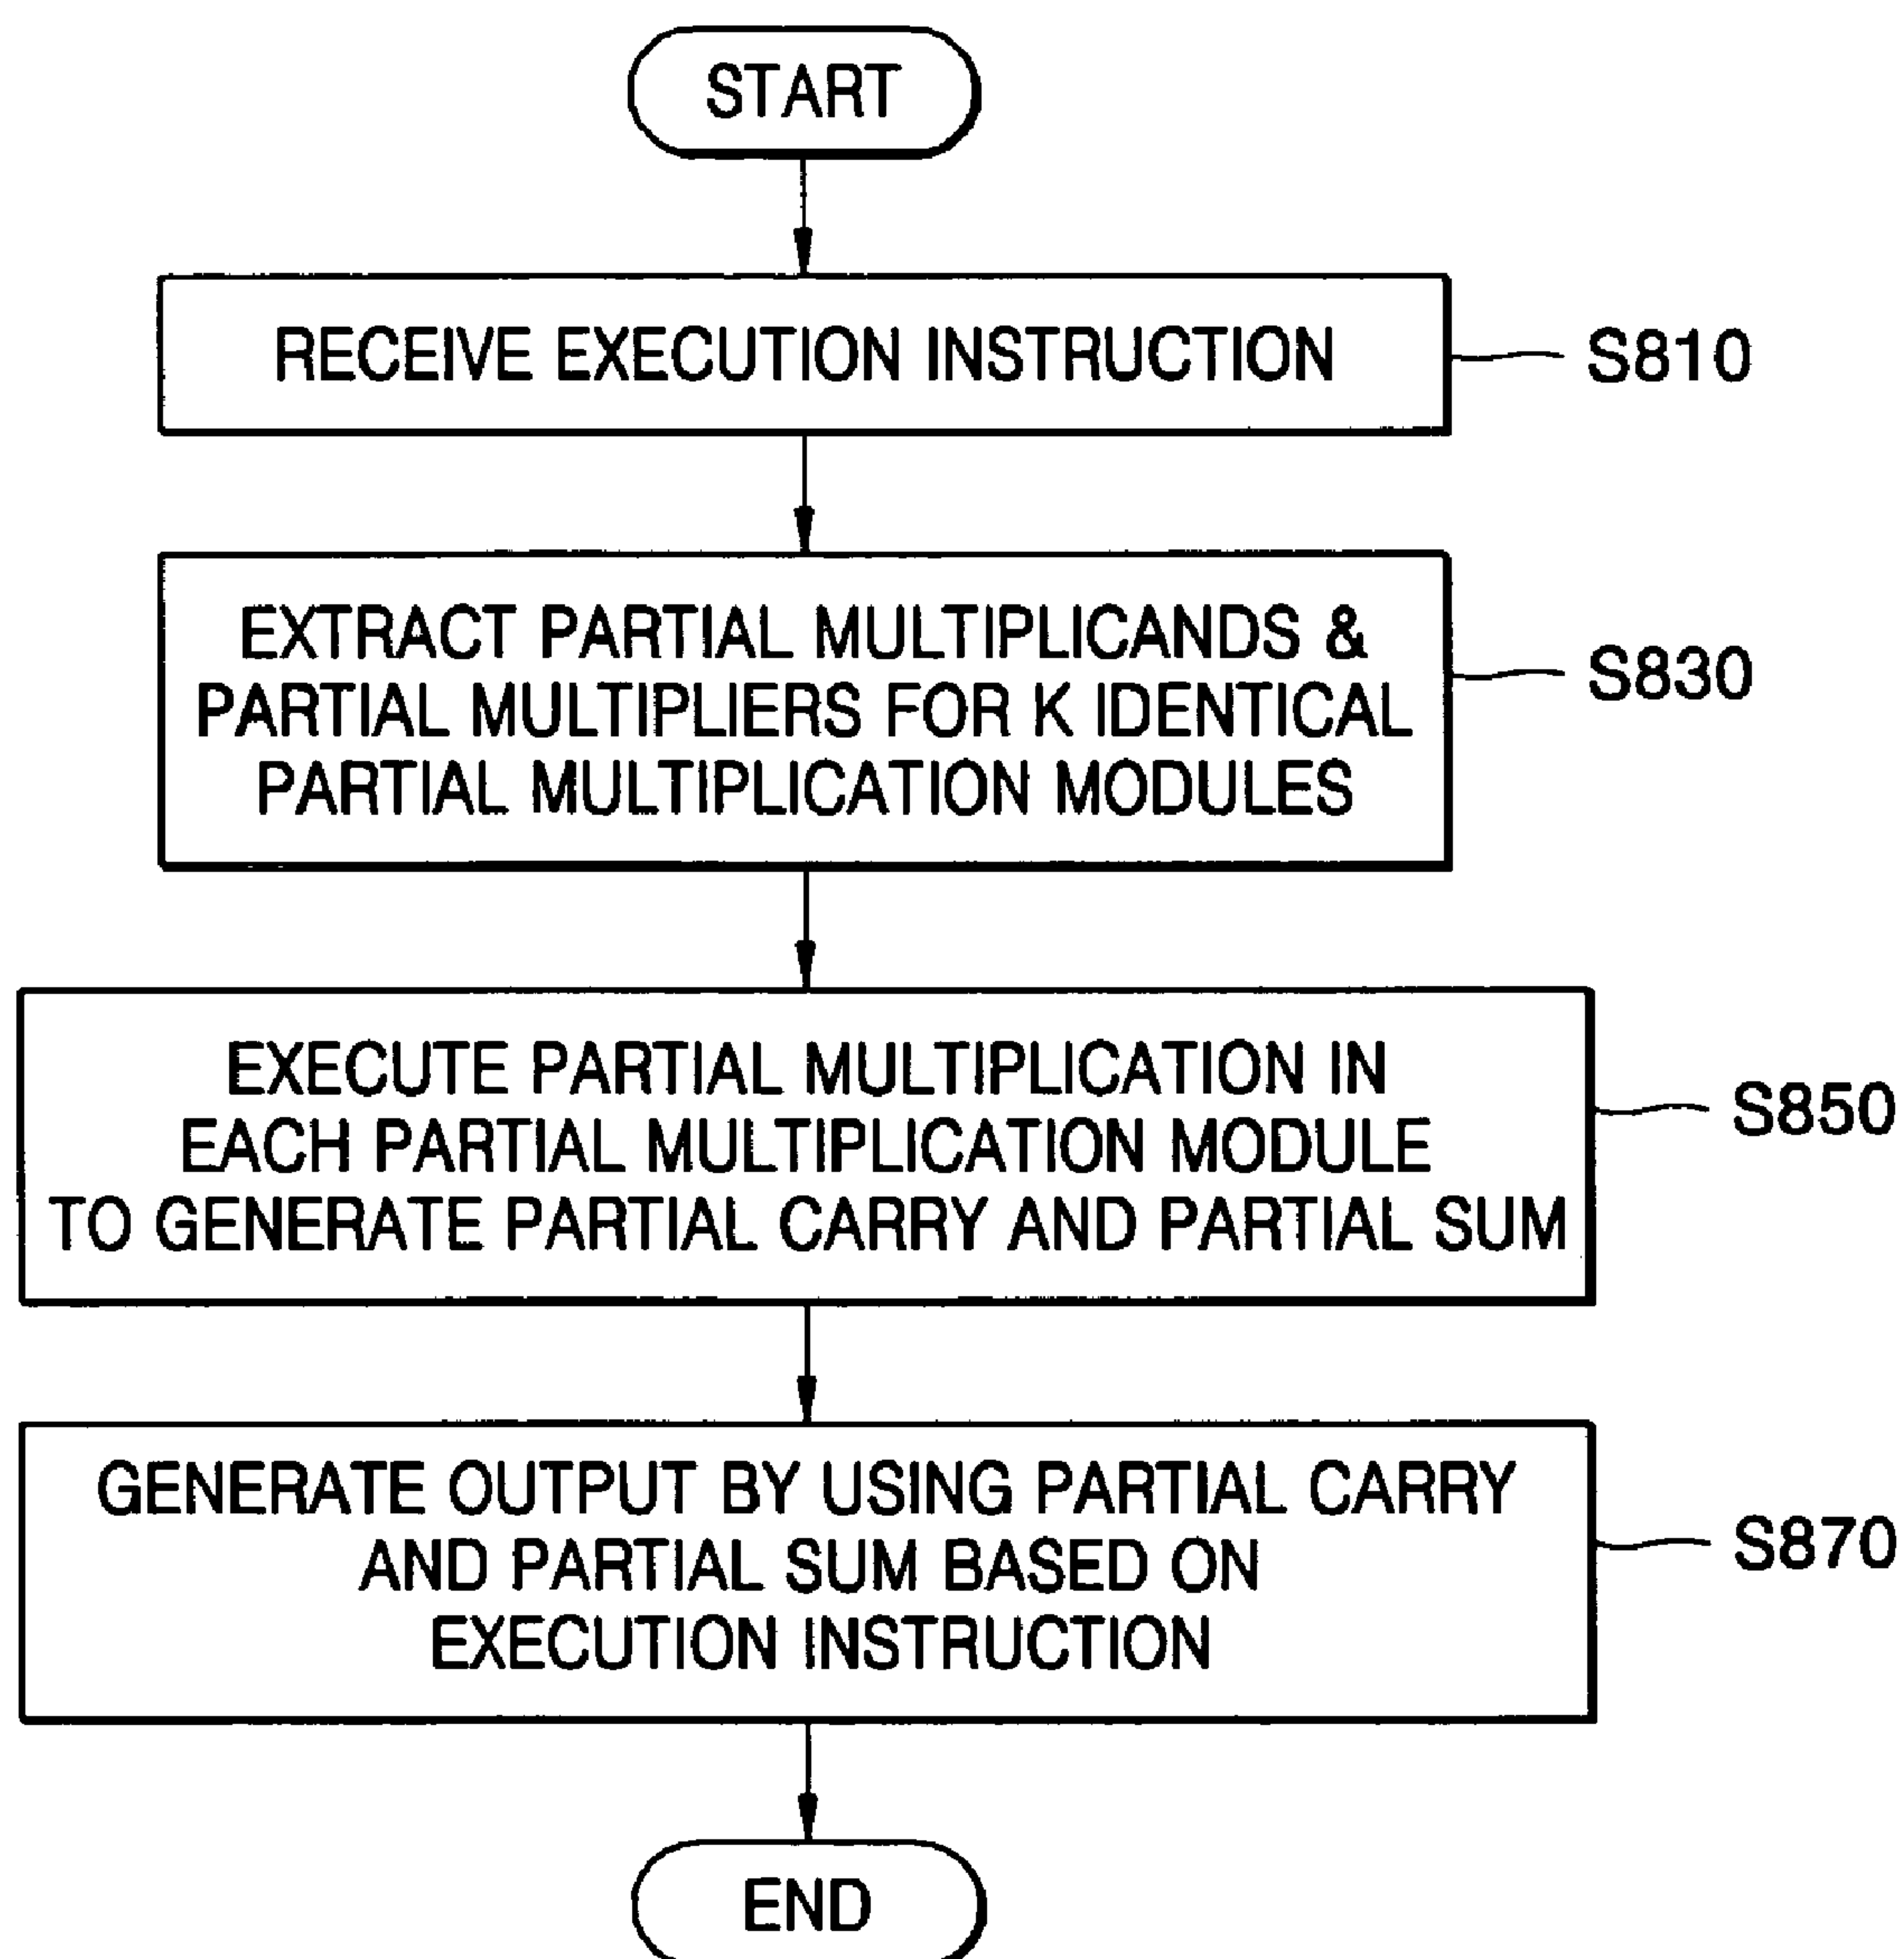 START
RECEIVE EXECUTION INSTRUCTION
S810
EXTRACT PARTIAL MULTIPLICANDS &
PARTIAL MULTIPLIERS FOR K IDENTICAL
PARTIAL MULTIPLICATION MODULES
S830
EXECUTE PARTIAL MULTIPLICATION IN
EACH PARTIAL MULTIPLICATION MODULE
TO GENERATE PARTIAL CARRY AND PARTIAL SUM
S850
GENERATE OUTPUT BY USING PARTIAL CARRY
AND PARTIAL SUM BASED ON
EXECUTION INSTRUCTION
S870
END